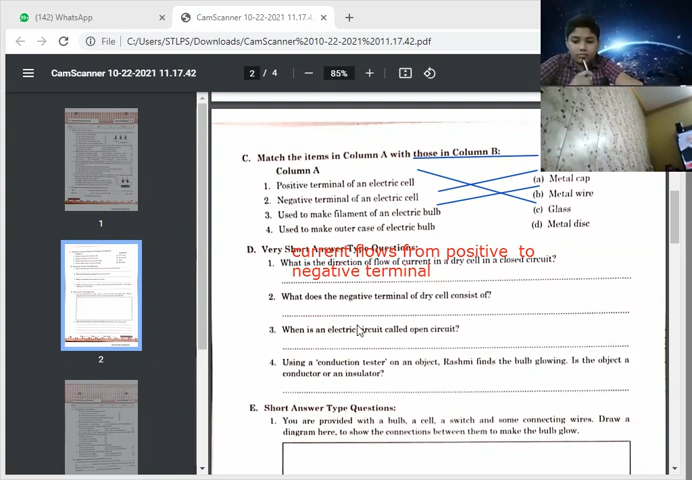 (142) WhatsApp
CamScanner 10-22-2021 11.17.4
File
C:/Users/STLPS/Downloads/CamScanner%2010-22-2021%2011.17.42.pdf
CamScanner 10-22-2021 11.17.42
2 / 4
85%
1
2
C. Match the items in Column A with those in Column B:
Column A
1. Positive terminal of an electric cell
2. Negative terminal of an electric cell
3. Used to make filament of an electric bulb
4. Used to make outer case of electric bulb
(a) Metal cap
(b) Metal wire
(c) Glass
(d) Metal disc
D. Very Short Answer Type Questions:
current flows from positive to
negative terminal
1. What is the direction of flow of current in a dry cell in a closed circuit?
2. What does the negative terminal of dry cell consist of?
3. When is an electric circuit called open circuit?
4. Using a 'conduction tester' on an object, Rashmi finds the bulb glowing. Is the object a
conductor or an insulator?
E. Short Answer Type Questions:
1. You are provided with a bulb, a cell, a switch and some connecting wires. Draw a
diagram here, to show the connections between them to make the bulb glow.